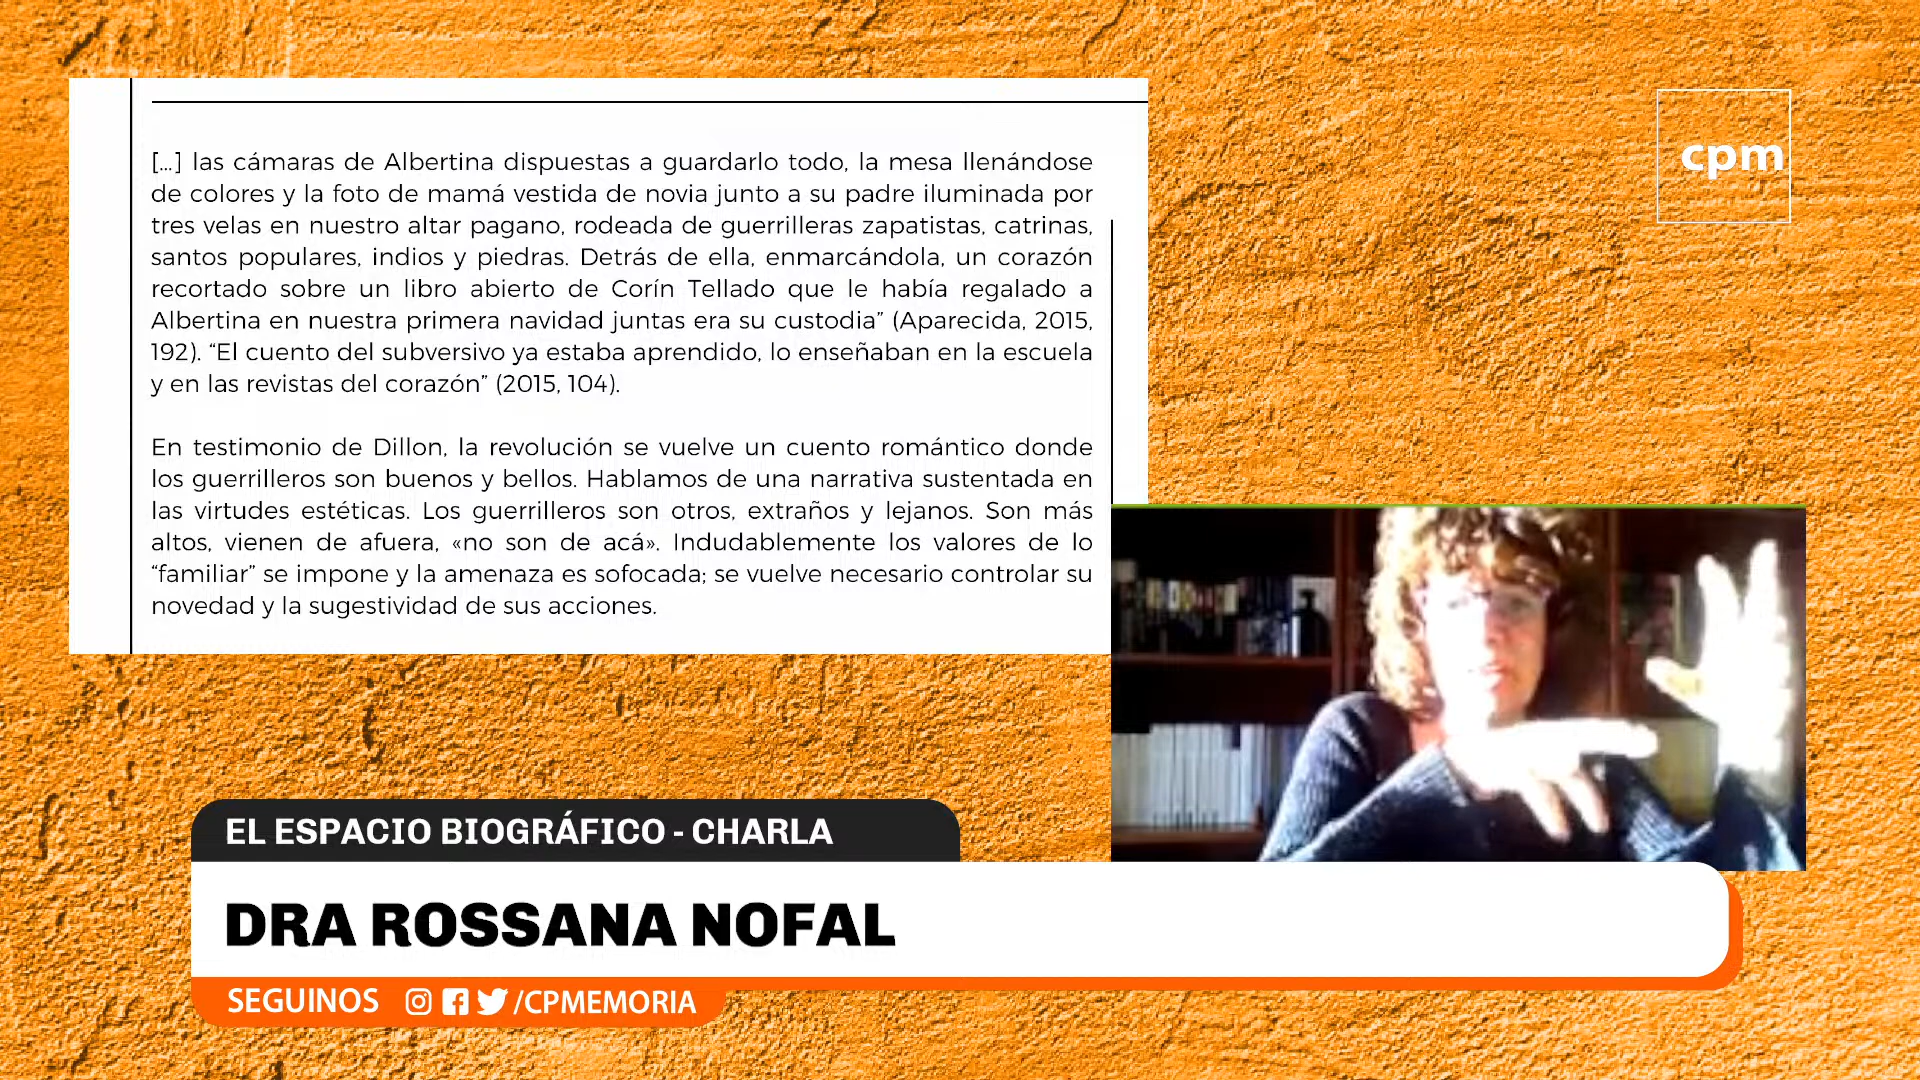 [...] las cámaras de Albertina dispuestas a guardarlo todo, la mesa llenándose
de colores y la foto de mamá vestida de novia junto a su padre iluminada por
tres velas en nuestro altar pagano, rodeada de guerrilleras zapatistas, catrinas,
santos populares, indios y piedras. Detrás de ella, enmarcándola, un corazón
recortado sobre un libro abierto de Corín Tellado que le había regalado a
Albertina en nuestra primera navidad juntas era su custodia” (Aparecida, 2015,
192). “El cuento del subversivo ya estaba aprendido, lo enseñaban en la escuela
y en las revistas del corazón” (2015, 104).
En testimonio de Dillon, la revolución se vuelve un cuento romántico donde
los guerrilleros son buenos y bellos. Hablamos de una narrativa sustentada en
las virtudes estéticas. Los guerrilleros son otros, extraños y lejanos. Son más
altos, vienen de afuera, «no son de acá». Indudablemente los valores de lo
“familiar” se impone y la amenaza es sofocada; se vuelve necesario controlar su
novedad y la sugestividad de sus acciones.
cpm
EL ESPACIO BIOGRÁFICO - CHARLA
DRA ROSSANA NOFAL
SEGUINOS /CPMEMORIA